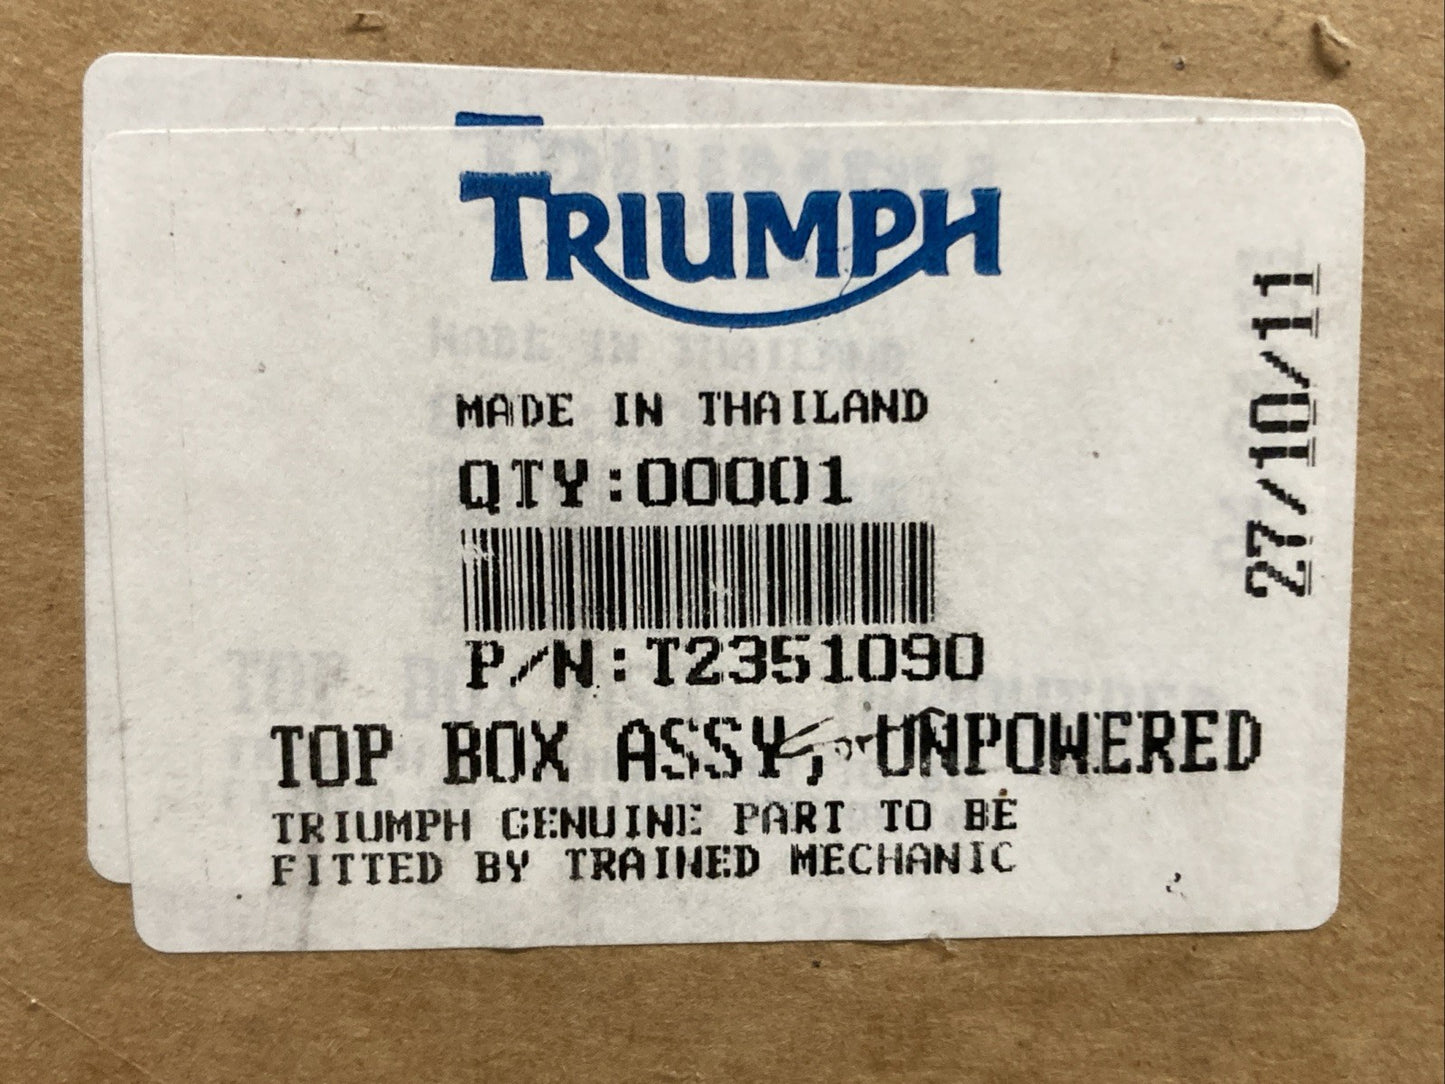 TRIUMPH
MADE IN THAILAND
QTY:00001
P/N:T2351090
TOP BOX ASSY, UNPOWERED
TRIUMPH GENUINE PART TO BE
FITTED BY TRAINED MECHANIC
27/10/11